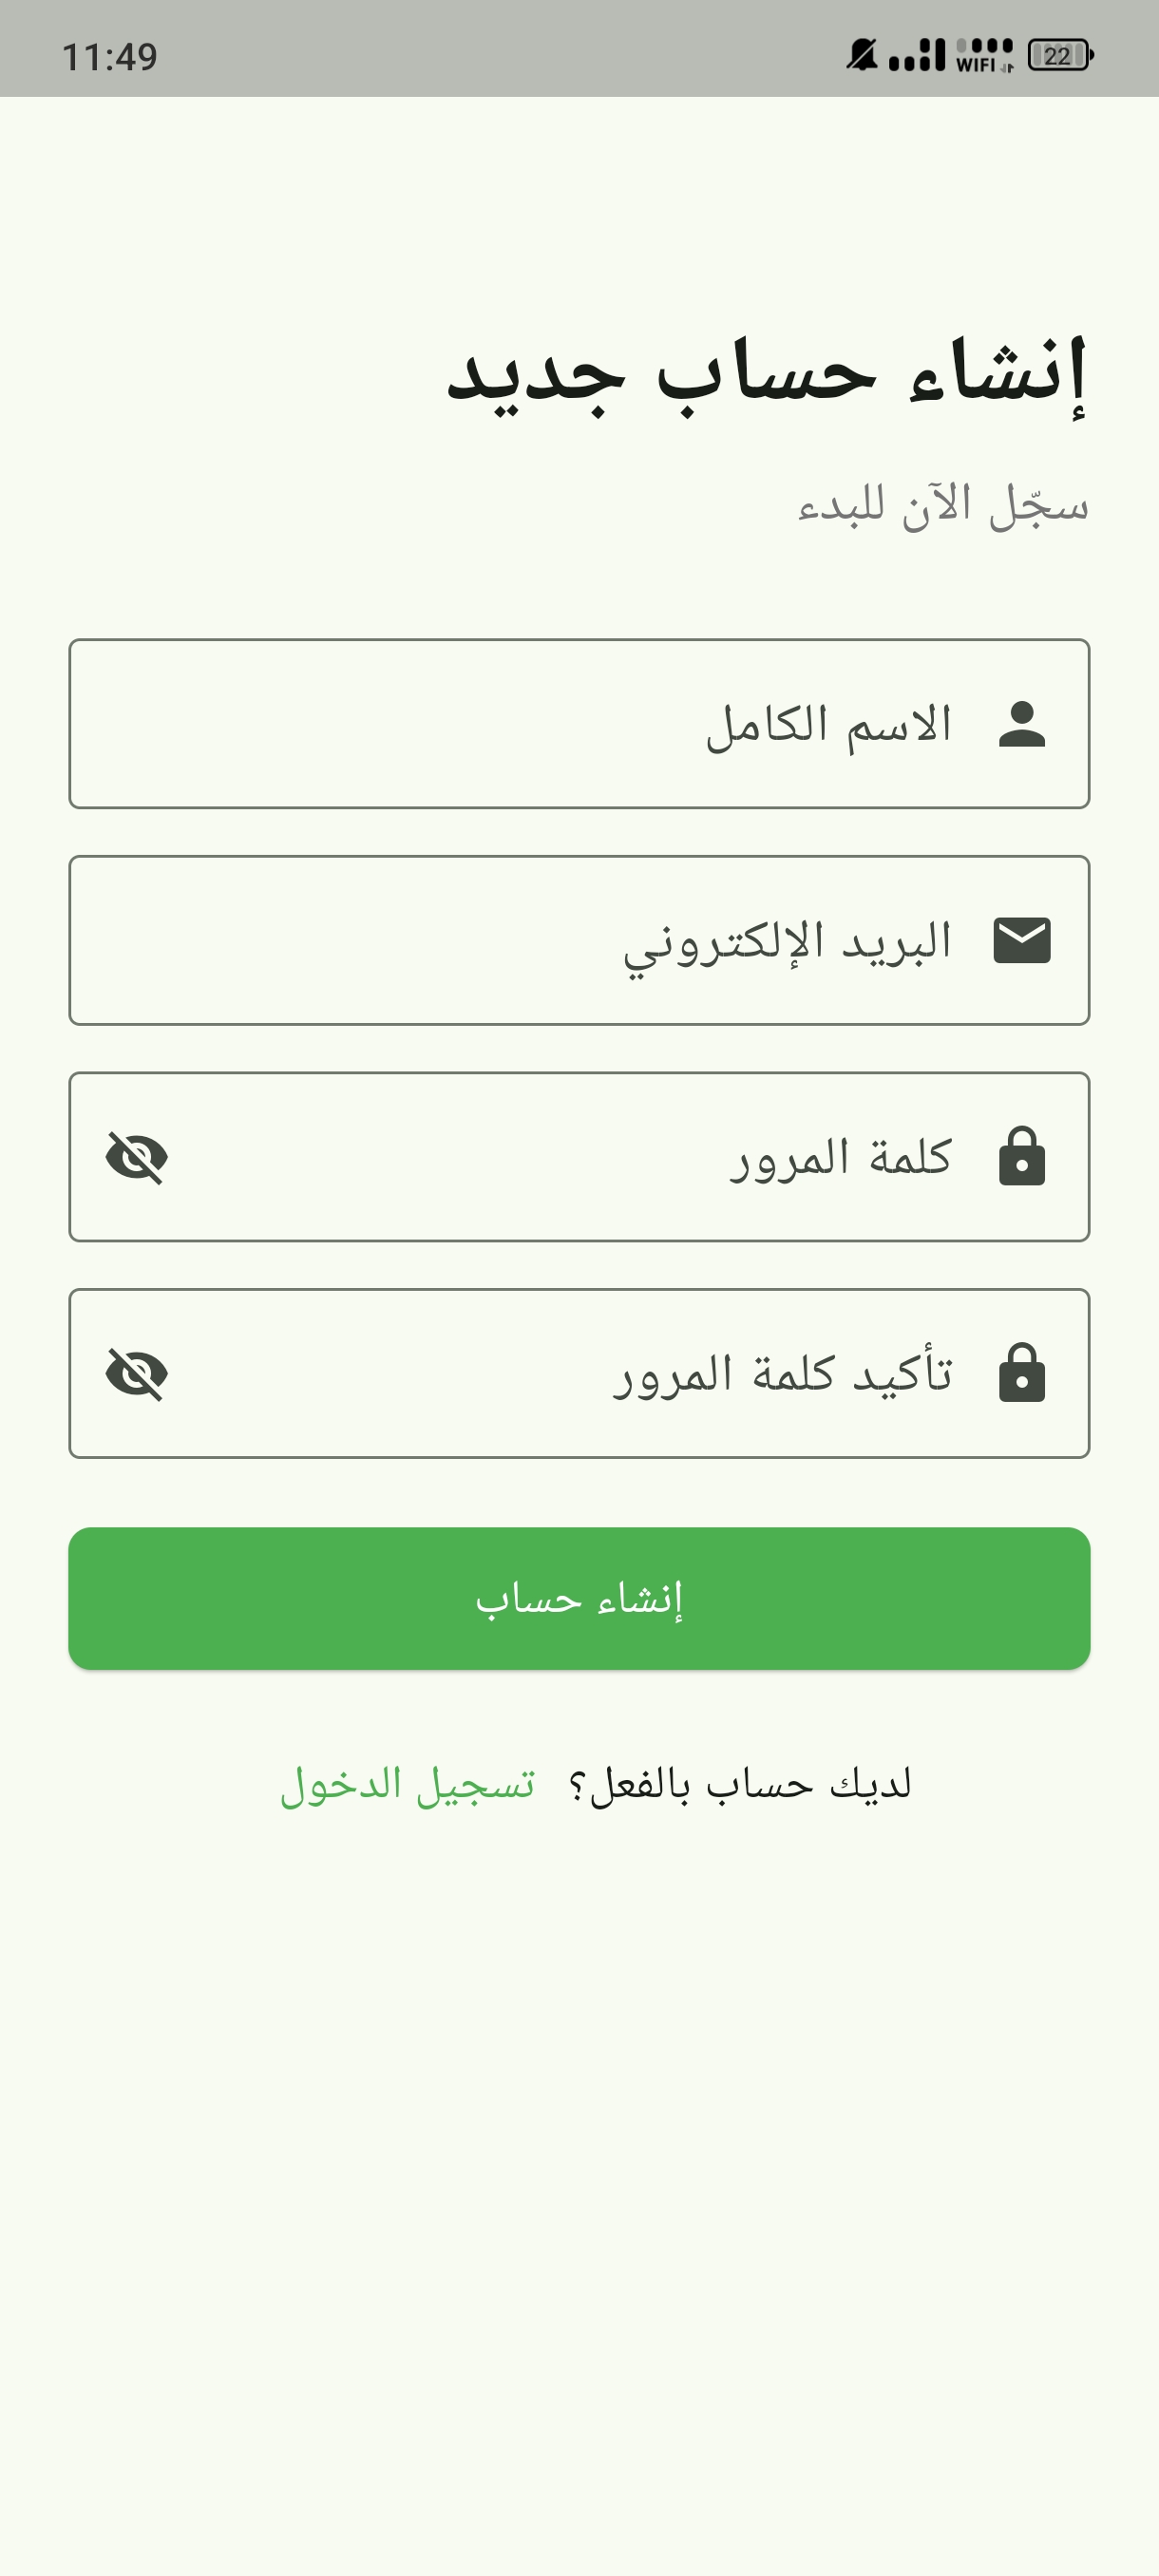 11:49
WIFI
22
إنشاء حساب جديد
سجّل الآن للبدء
الاسم الكامل
البريد الإلكتروني
كلمة المرور
تأكيد كلمة المرور
إنشاء حساب
لديك حساب بالفعل؟ تسجيل الدخول